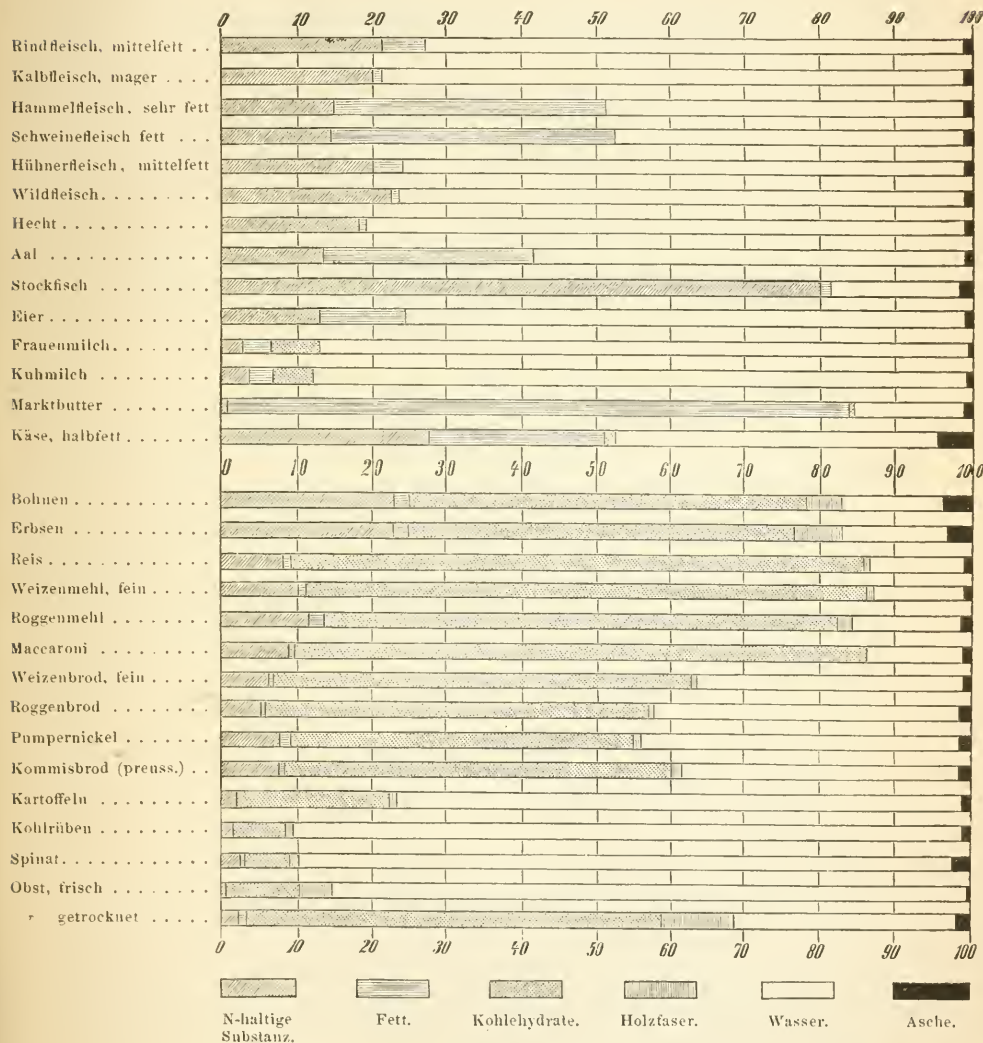 0 10 20 30 40 50 60 70 80 90 100
Rindfleisch, mittelfett . .
Kalbfleisch, mager . . . .
Hammelfleisch, sehr fett
Schweinefleisch fett . . .
Hühnerfleisch, mittelfett
Wildfleisch. . . . . . . . . .
Hecht . . . . . . . . . . . . .
Aal . . . . . . . . . . . . .
Stockfisch . . . . . . . . .
Eier . . . . . . . . . . . . .
Frauenmilch. . . . . . . .
Kuhmilch . . . . . . . . .
Marktbutter . . . . . . . .
Käse, halbfett . . . . . . .
0 10 20 30 40 50 60 70 80 90 100
Bohnen . . . . . . . . . . .
Erbsen . . . . . . . . . . .
Reis . . . . . . . . . . . . .
Weizenmehl, fein . . . . .
Roggenmehl . . . . . . . .
Maccaroni . . . . . . . . .
Weizenbrod, fein . . . . .
Roggenbrod . . . . . . . .
Pumpernickel . . . . . . .
Kommisbrod (preuss.) . .
Kartoffeln . . . . . . . . .
Kohlrüben . . . . . . . . .
Spinat. . . . . . . . . . . .
Obst, frisch . . . . . . . .
" getrocknet . . . . .
0 10 20 30 40 50 60 70 80 90 100
N-haltige Fett. Kohlehydrate. Holzfaser. Wasser. Asche.
Substanz.